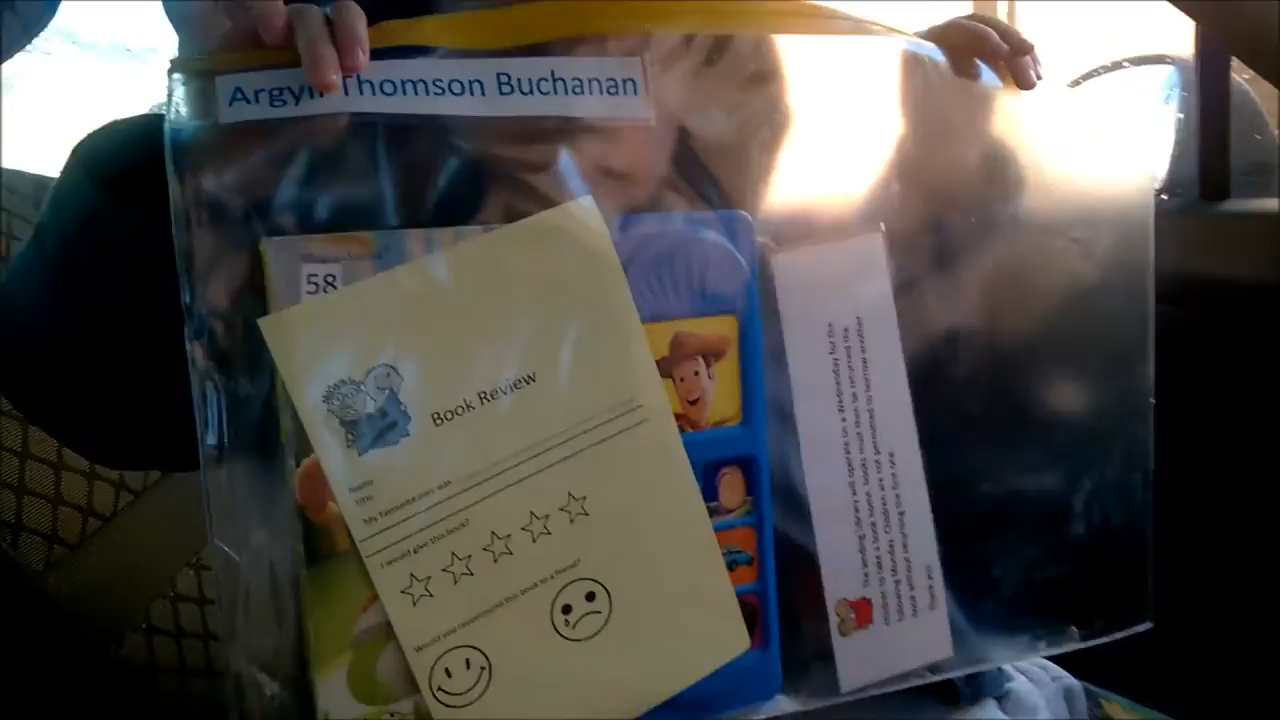 Argyn Thomson Buchanan
58
Book Review
Name
Title
My favourite part was
I would give this book?
Would you recommend this book to a friend?
The lending library will operate on a Wednesday for the
children to take a book home, books must then be returned the
following Monday. Children are not permitted to borrow another
book without returning the first one.
Thank you